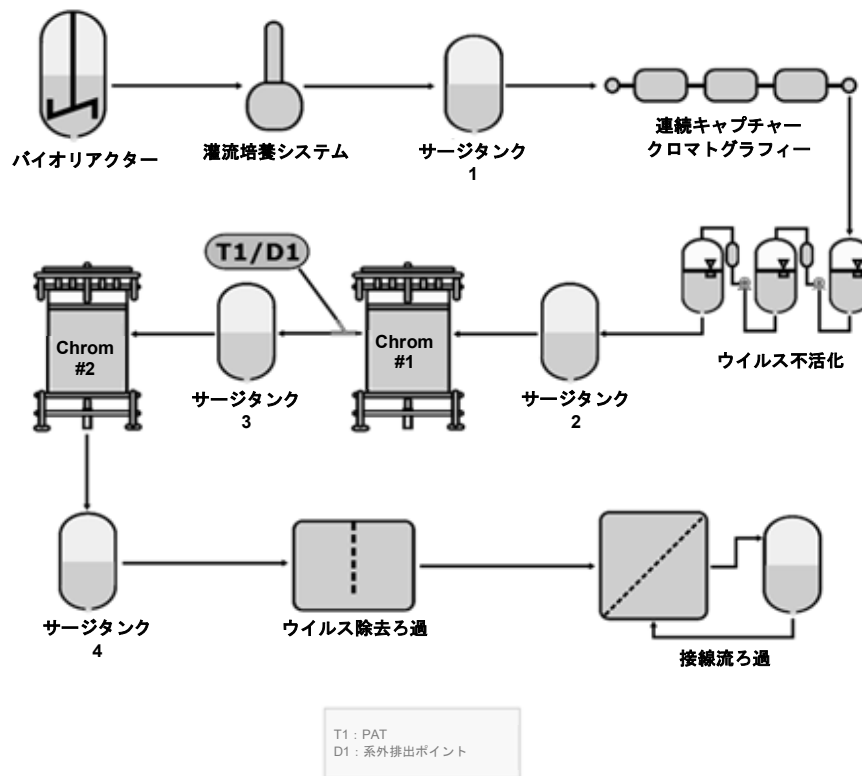 バイオリアクター
灌流培養システム
サージタンク
1
連続キャプチャー
クロマトグラフィー
T1/D1
Chrom
#2
サージタンク
3
Chrom
#1
サージタンク
2
ウイルス不活化
サージタンク
4
ウイルス除去ろ過
接線流ろ過
T1：PAT
D1：系外排出ポイント